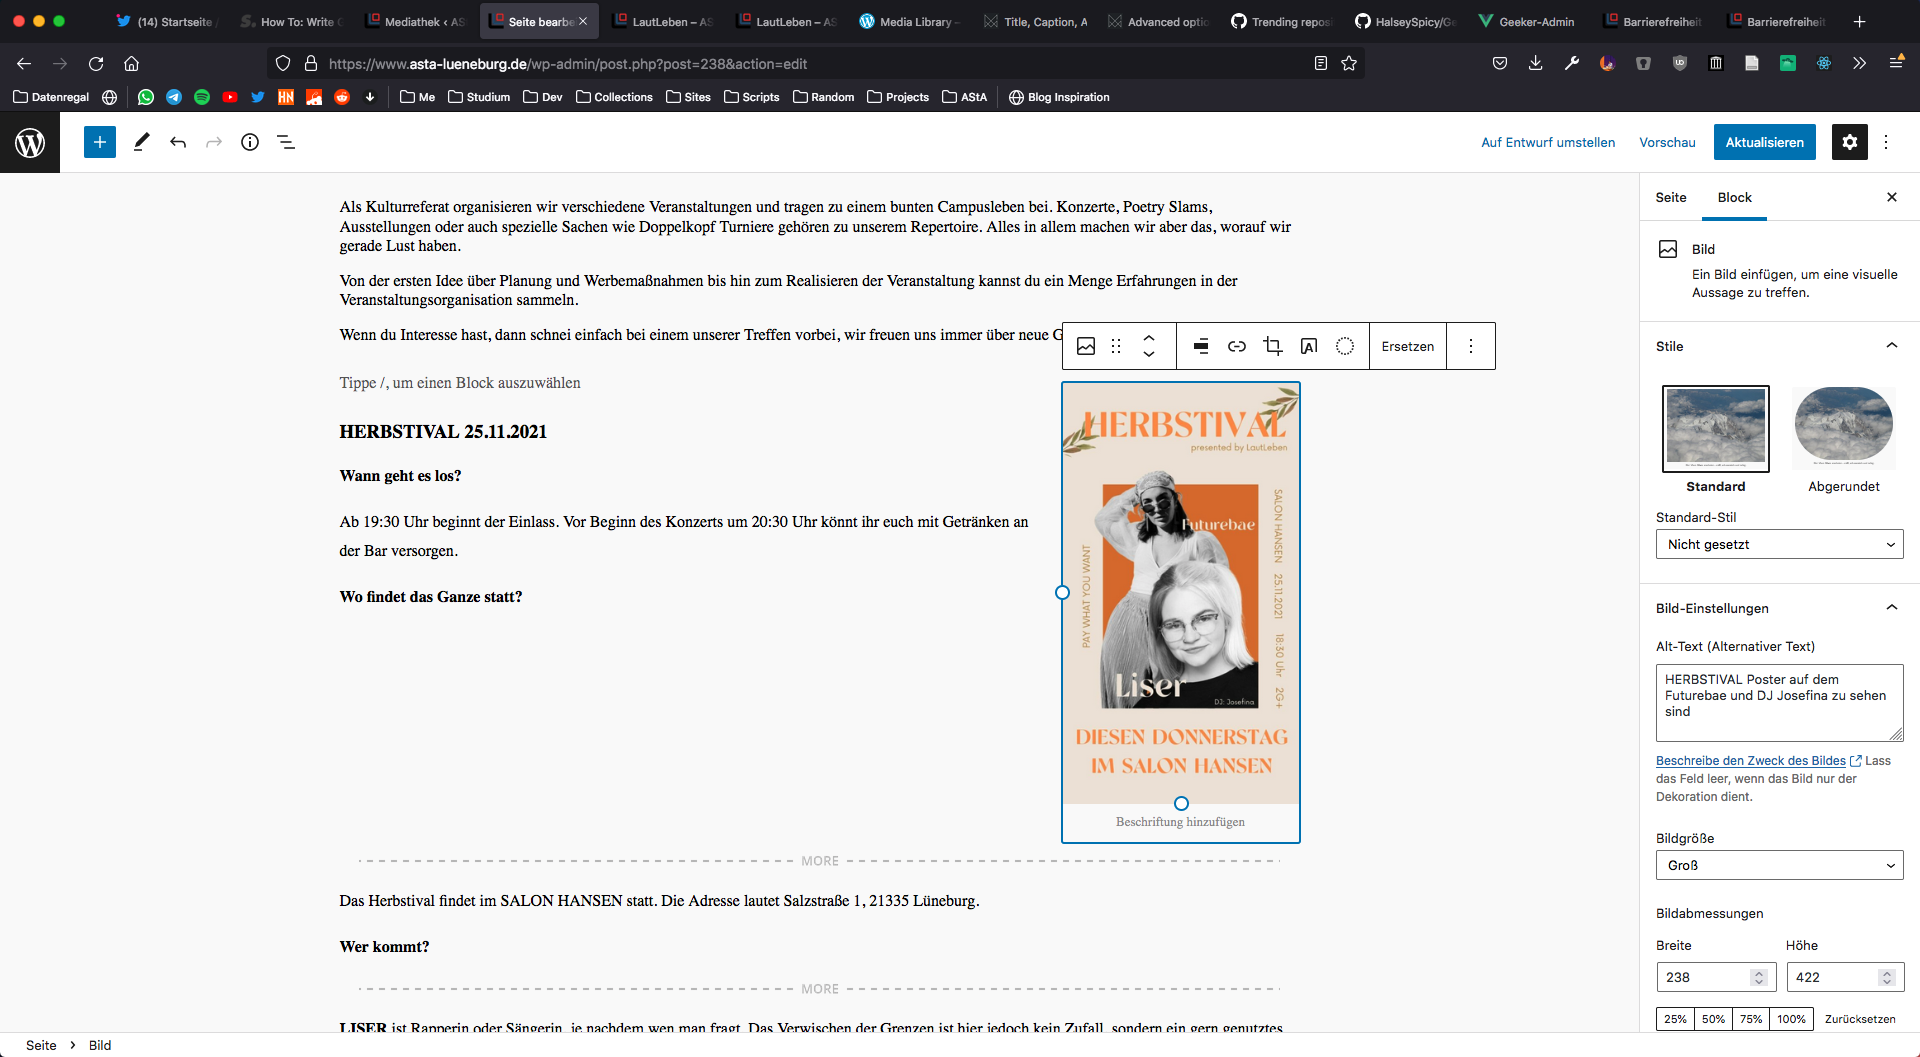 (14) Startseite /
How To: Write G
Mediathek ‹ AS
Seite bearbe
LautLeben – AS
LautLeben – AS
Media Library –
Title, Caption, A
Advanced optio
Trending reposi
HalseySpicy/Ge
Geeker-Admin
Barrierefreiheit
Barrierefreiheit
https://www.asta-lueneburg.de/wp-admin/post.php?post=238&action=edit
Datenregal
HN
Me
Studium
Dev
Collections
Sites
Scripts
Random
Projects
AStA
Blog Inspiration
Auf Entwurf umstellen
Vorschau
Aktualisieren
Als Kulturreferat organisieren wir verschiedene Veranstaltungen und tragen zu einem bunten Campusleben bei. Konzerte, Poetry Slams,
Ausstellungen oder auch spezielle Sachen wie Doppelkopf Turniere gehören zu unserem Repertoire. Alles in allem machen wir aber das, worauf wir
gerade Lust haben.
Von der ersten Idee über Planung und Werbemaßnahmen bis hin zum Realisieren der Veranstaltung kannst du ein Menge Erfahrungen in der
Veranstaltungsorganisation sammeln.
Wenn du Interesse hast, dann schnei einfach bei einem unserer Treffen vorbei, wir freuen uns immer über neue G
Ersetzen
Tippe /, um einen Block auszuwählen
HERBSTIVAL 25.11.2021
Wann geht es los?
Ab 19:30 Uhr beginnt der Einlass. Vor Beginn des Konzerts um 20:30 Uhr könnt ihr euch mit Getränken an
der Bar versorgen.
Wo findet das Ganze statt?
HERBSTIVAL
presented by LautLeben
Futurebae
PAY WHAT YOU WANT
SALON HANSEN 25.11.2021 18:30 Uhr 2G+
Liser
DJ: Josefina
DIESEN DONNERSTAG
IM SALON HANSEN
Beschriftung hinzufügen
MORE
Das Herbstival findet im SALON HANSEN statt. Die Adresse lautet Salzstraße 1, 21335 Lüneburg.
Wer kommt?
MORE
LISER ist Rapperin oder Sängerin, je nachdem wen man fragt. Das Verwischen der Grenzen ist hier jedoch kein Zufall, sondern ein gern genutztes
Seite
Block
Bild
Ein Bild einfügen, um eine visuelle
Aussage zu treffen.
Stile
Standard
Abgerundet
Standard-Stil
Nicht gesetzt
Bild-Einstellungen
Alt-Text (Alternativer Text)
HERBSTIVAL Poster auf dem
Futurebae und DJ Josefina zu sehen
sind
Beschreibe den Zweck des Bildes Lass
das Feld leer, wenn das Bild nur der
Dekoration dient.
Bildgröße
Groß
Bildabmessungen
Breite
Höhe
238
422
25%
50%
75%
100%
Zurücksetzen
Seite › Bild